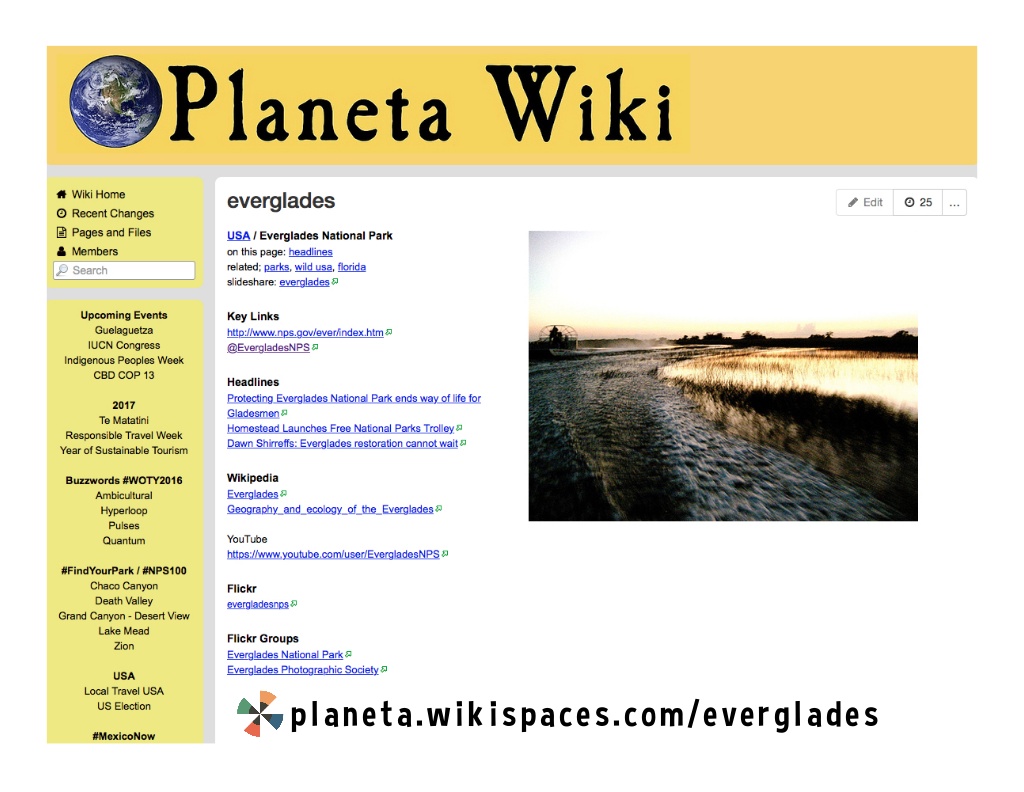 Planeta Wiki
Wiki Home
Recent Changes
Pages and Files
Members
Search
Upcoming Events
Guelaguetza
IUCN Congress
Indigenous Peoples Week
CBD COP 13
2017
Te Matatini
Responsible Travel Week
Year of Sustainable Tourism
Buzzwords #WOTY2016
Ambicultural
Hyperloop
Pulses
Quantum
#FindYourPark / #NPS100
Chaco Canyon
Death Valley
Grand Canyon - Desert View
Lake Mead
Zion
USA
Local Travel USA
US Election
#MexicoNow
everglades
Edit 25 ...
USA / Everglades National Park
on this page: headlines
related; parks, wild usa, florida
slideshare: everglades
Key Links
http://www.nps.gov/ever/index.htm
@EvergladesNPS
Headlines
Protecting Everglades National Park ends way of life for
Gladesmen
Homestead Launches Free National Parks Trolley
Dawn Shirreffs: Everglades restoration cannot wait
Wikipedia
Everglades
Geography_and_ecology_of_the_Everglades
YouTube
https://www.youtube.com/user/EvergladesNPS
Flickr
evergladesnps
Flickr Groups
Everglades National Park
Everglades Photographic Society
planeta.wikispaces.com/everglades